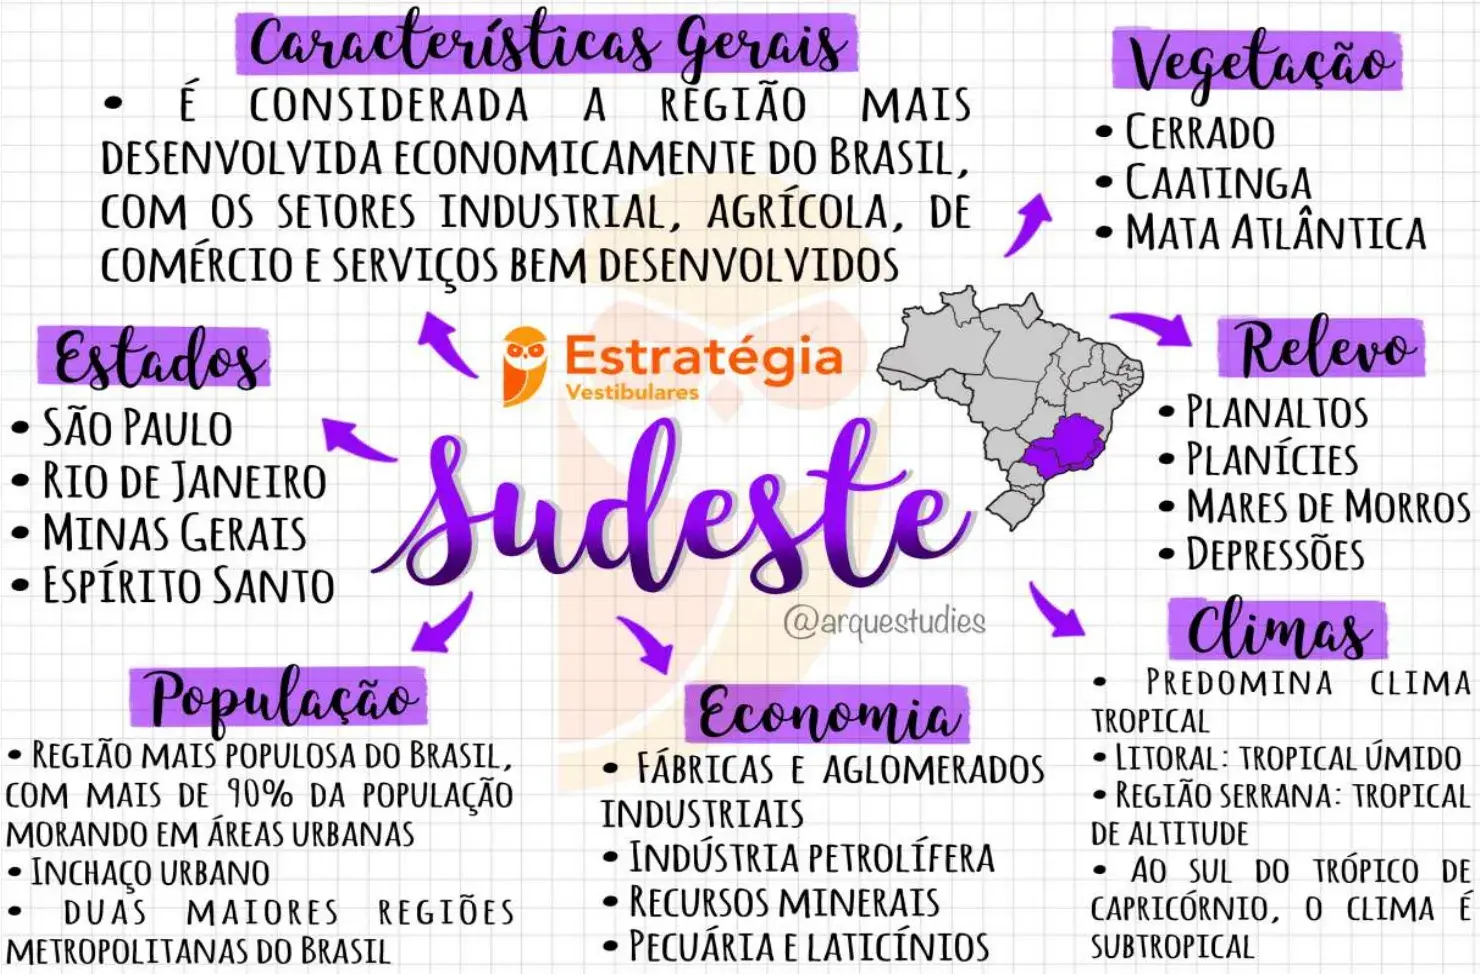 Características Gerais
• É CONSIDERADA A REGIÃO MAIS
DESENVOLVIDA ECONOMICAMENTE DO BRASIL,
COM OS SETORES INDUSTRIAL, AGRÍCOLA, DE
COMÉRCIO E SERVIÇOS BEM DESENVOLVIDOS
Vegetação
• CERRADO
• CAATINGA
• MATA ATLÂNTICA
Estados
• SÃO PAULO
• RIO DE JANEIRO
• MINAS GERAIS
• ESPÍRITO SANTO
Estratégia
Vestibulares
Sudeste
@arquestudies
Relevo
• PLANALTOS
• PLANÍCIES
• MARES DE MORROS
• DEPRESSÕES
População
• REGIÃO MAIS POPULOSA DO BRASIL,
COM MAIS DE 90% DA POPULAÇÃO
MORANDO EM ÁREAS URBANAS
• INCHAÇO URBANO
• DUAS MAIORES REGIÕES
METROPOLITANAS DO BRASIL
Economia
• FÁBRICAS E AGLOMERADOS
INDUSTRIAIS
• INDÚSTRIA PETROLÍFERA
• RECURSOS MINERAIS
• PECUÁRIA E LATICÍNIOS
Climas
• PREDOMINA CLIMA
TROPICAL
• LITORAL: TROPICAL ÚMIDO
• REGIÃO SERRANA: TROPICAL
DE ALTITUDE
• AO SUL DO TRÓPICO DE
CAPRICÓRNIO, O CLIMA É
SUBTROPICAL